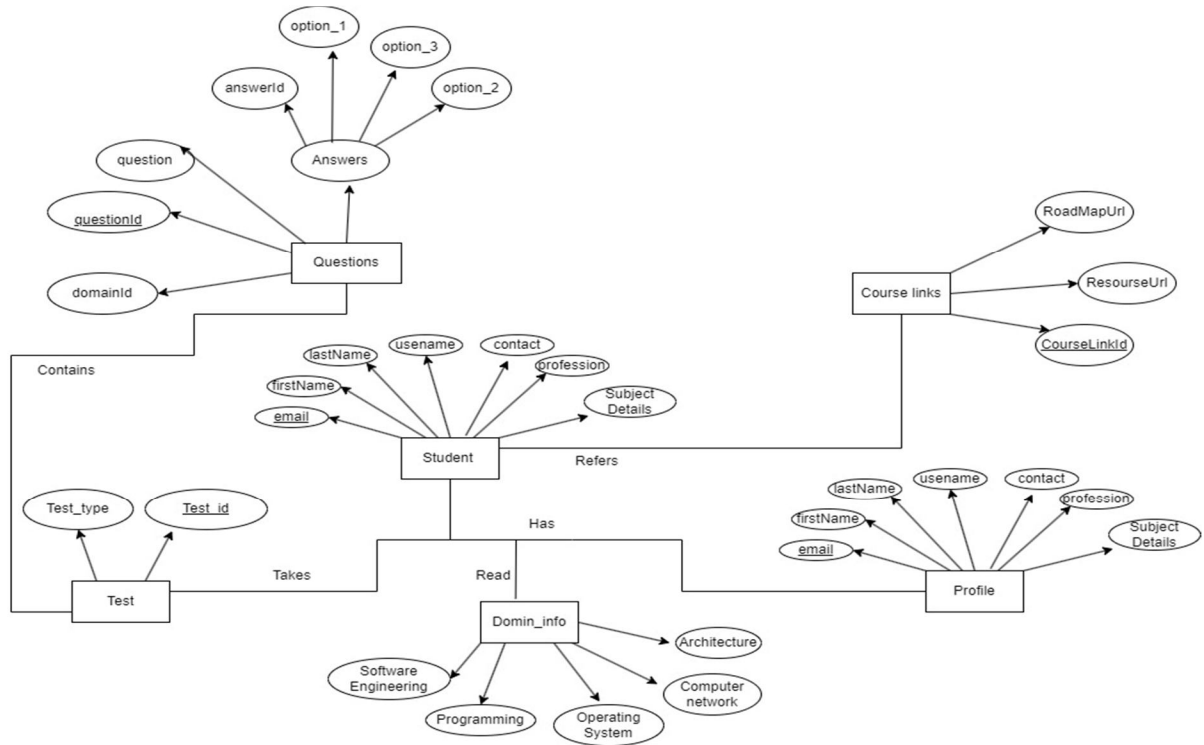 option_1
option_3
answerId
option_2
question
Answers
questionId
RoadMapUrl
Questions
domainId
Course links
ResourseUrl
CourseLinkId
Contains
lastName
usename
contact
profession
firstName
email
Subject
Details
Student
Refers
Test_type
Test_id
Has
Takes
Read
Test
lastName
usename
contact
profession
firstName
email
Subject
Details
Profile
Domin_info
Architecture
Software
Engineering
Programming
Operating
System
Computer
network